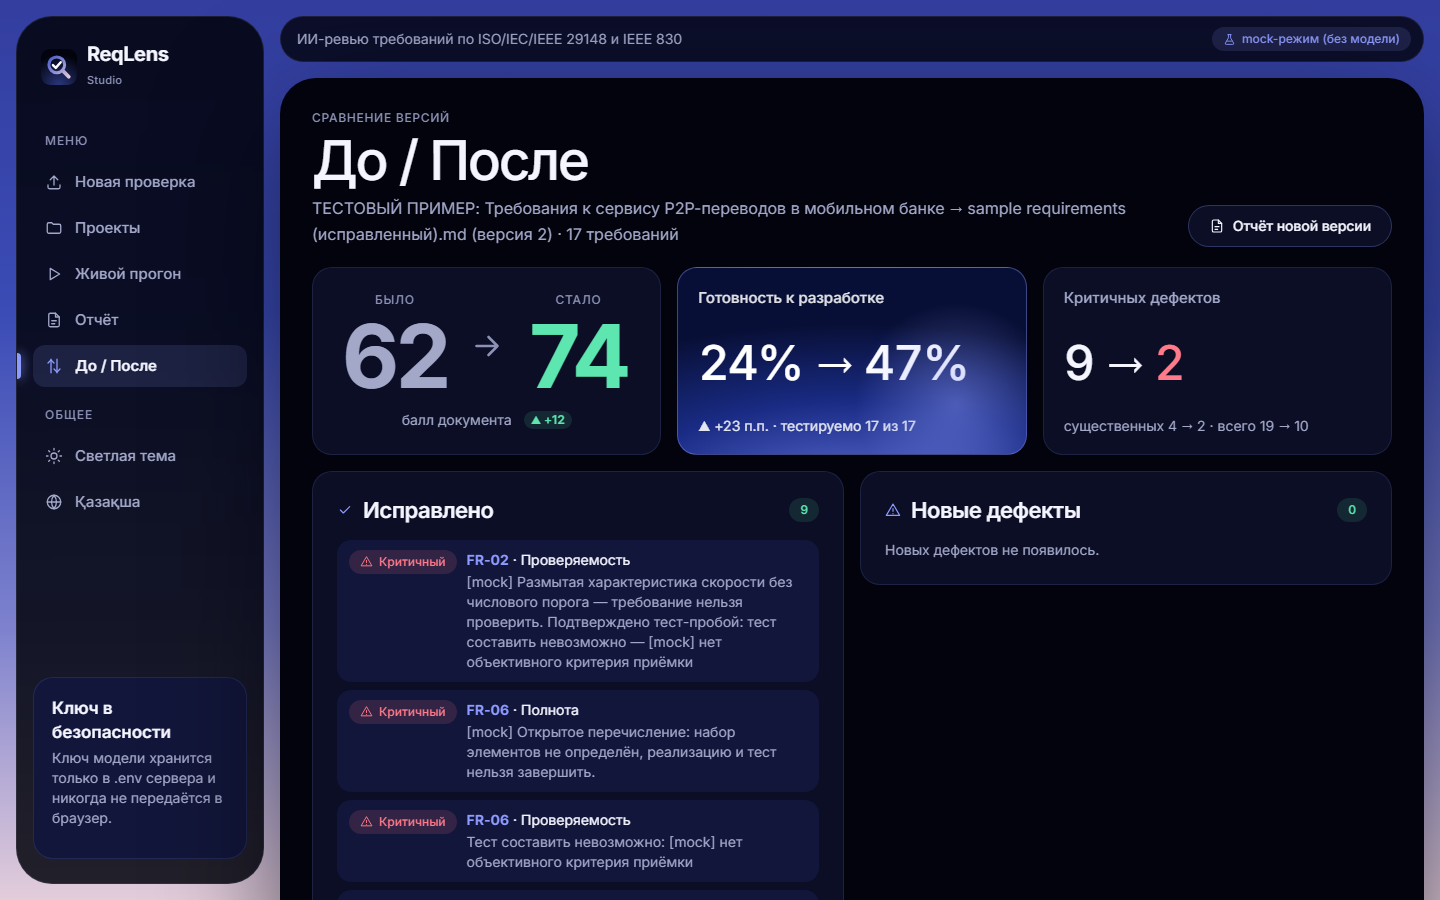 ReqLens
Studio
МЕНЮ
Новая проверка
Проекты
Живой прогон
Отчёт
До / После
ОБЩЕЕ
Светлая тема
Қазақша
Ключ в
безопасности
Ключ модели хранится
только в .env сервера и
никогда не передаётся в
браузер.
ИИ-ревью требований по ISO/IEC/IEEE 29148 и IEEE 830
mock-режим (без модели)
СРАВНЕНИЕ ВЕРСИЙ
До / После
ТЕСТОВЫЙ ПРИМЕР: Требования к сервису P2P-переводов в мобильном банке → sample requirements
(исправленный).md (версия 2) · 17 требований
Отчёт новой версии
БЫЛО
СТАЛО
62 → 74
балл документа ▲ +12
Готовность к разработке
24% → 47%
▲ +23 п.п. · тестируемо 17 из 17
Критичных дефектов
9 → 2
существенных 4 → 2 · всего 19 → 10
Исправлено
9
Критичный
FR-02 · Проверяемость
[mock] Размытая характеристика скорости без
числового порога — требование нельзя
проверить. Подтверждено тест-пробой: тест
составить невозможно — [mock] нет
объективного критерия приёмки
Критичный
FR-06 · Полнота
[mock] Открытое перечисление: набор
элементов не определён, реализацию и тест
нельзя завершить.
Критичный
FR-06 · Проверяемость
Тест составить невозможно: [mock] нет
объективного критерия приёмки
Новые дефекты
0
Новых дефектов не появилось.